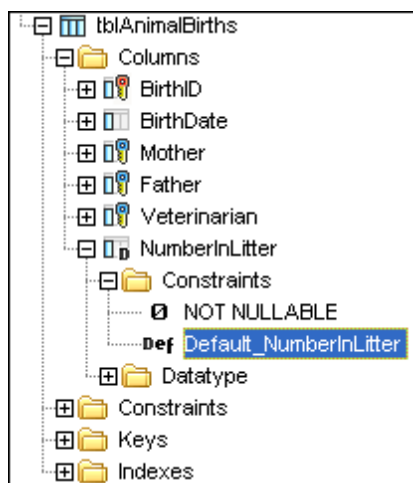 tblAnimalBirths
Columns
BirthID
BirthDate
Mother
Father
Veterinarian
D NumberInLitter
Constraints
Ø NOT NULLABLE
Def Default_NumberInLitter
Datatype
Constraints
Keys
Indexes